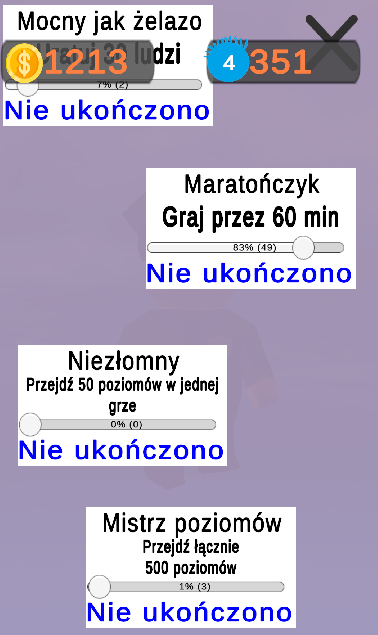 Mocny jak żelazo
ludzi
1213
4
351
7% (2)
Nie ukończono
Maratończyk
Graj przez 60 min
83% (49)
Nie ukończono
Niezłomny
Przejdź 50 poziomów w jednej
grze
0% (0)
Nie ukończono
Mistrz poziomów
Przejdź łącznie
500 poziomów
1% (3)
Nie ukończono